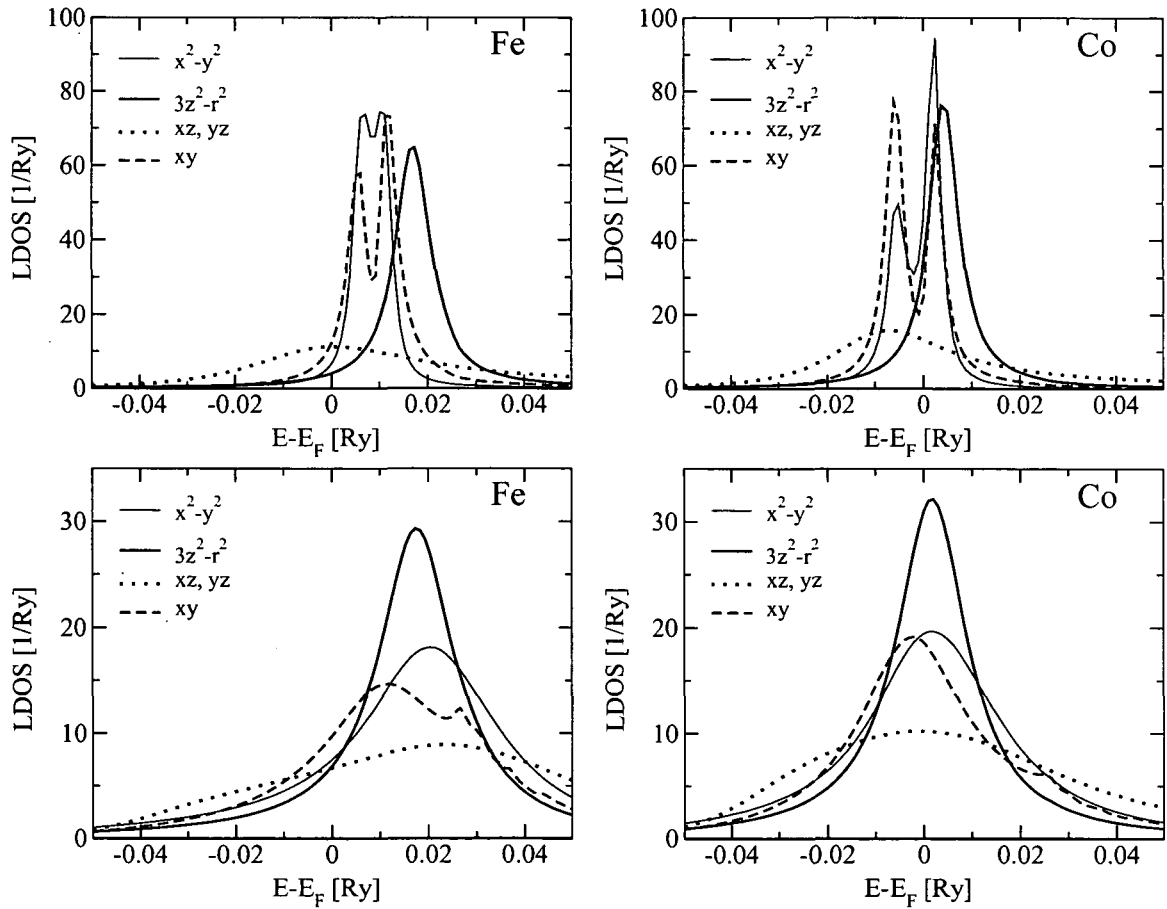 Fe
x²-y²
3z²-r²
xz, yz
xy
LDOS [1/Ry]
100
80
60
40
20
0
-0.04 -0.02 0 0.02 0.04
E-E_F [Ry]
Co
x²-y²
3z²-r²
xz, yz
xy
LDOS [1/Ry]
100
80
60
40
20
0
-0.04 -0.02 0 0.02 0.04
E-E_F [Ry]
Fe
x²-y²
3z²-r²
xz, yz
xy
LDOS [1/Ry]
30
20
10
0
-0.04 -0.02 0 0.02 0.04
E-E_F [Ry]
Co
x²-y²
3z²-r²
xz, yz
xy
LDOS [1/Ry]
30
20
10
0
-0.04 -0.02 0 0.02 0.04
E-E_F [Ry]